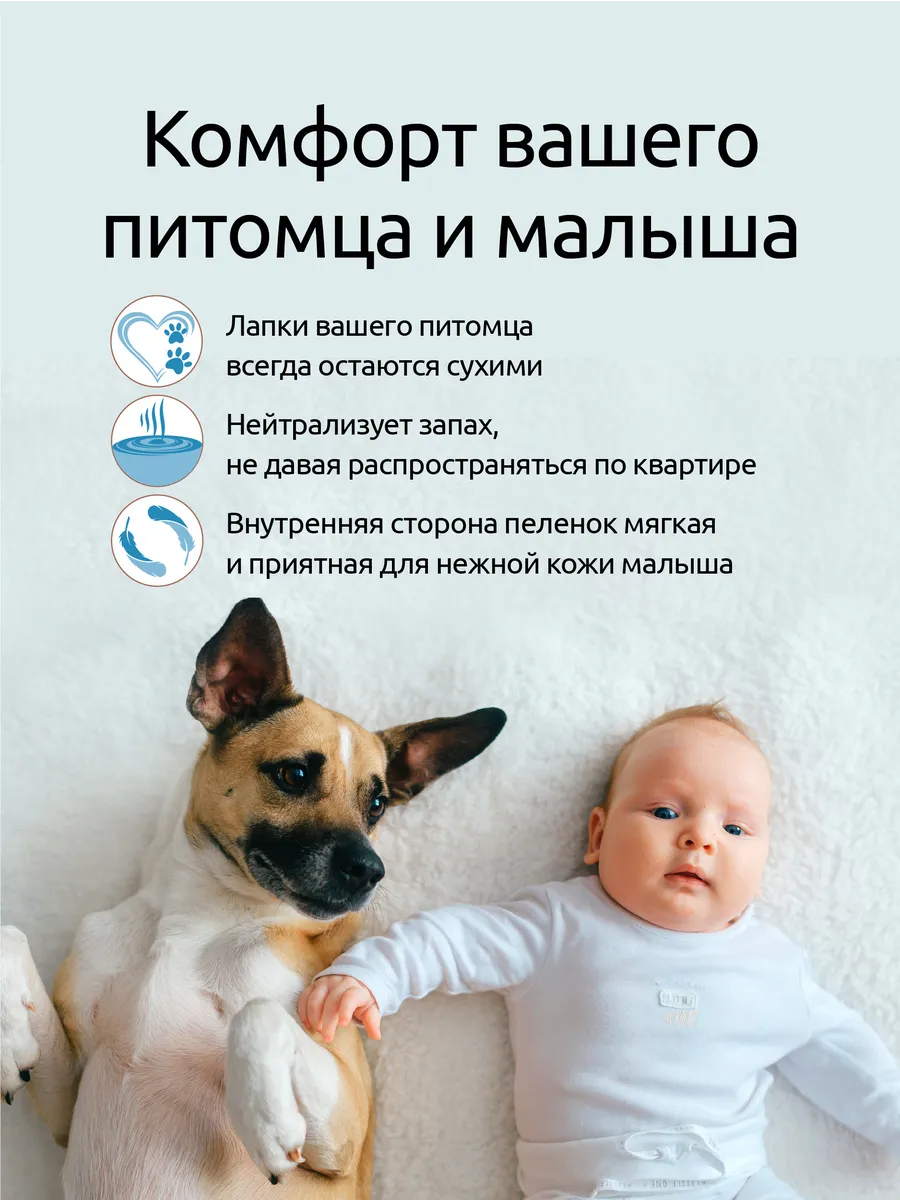 Комфорт вашего
питомца и малыша
Лапки вашего питомца
всегда остаются сухими
Нейтрализует запах,
не давая распространяться по квартире
Внутренняя сторона пеленок мягкая
и приятная для нежной кожи малыша